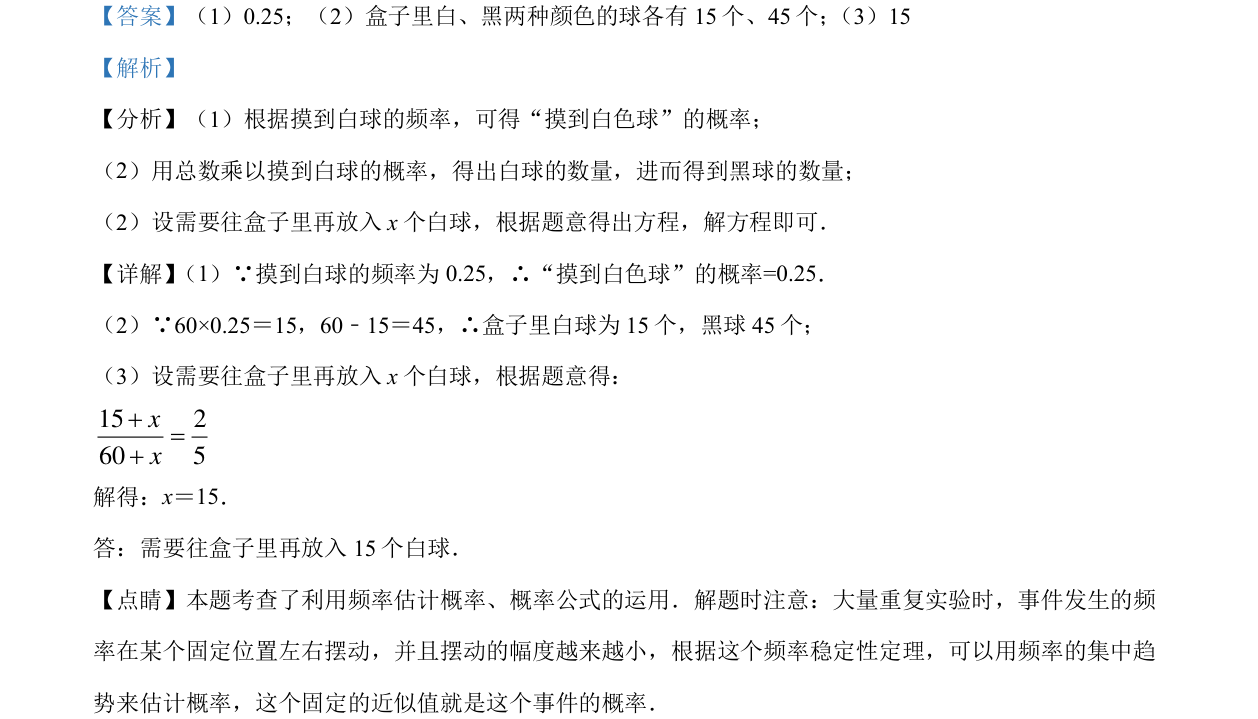 【答案】（1）0.25；（2）盒子里白、黑两种颜色的球各有 15 个、45 个；（3）15
【解析】
【分析】（1）根据摸到白球的频率，可得“摸到白色球”的概率；
（2）用总数乘以摸到白球的概率，得出白球的数量，进而得到黑球的数量；
（2）设需要往盒子里再放入 x 个白球，根据题意得出方程，解方程即可．
【详解】（1）∵摸到白球的频率为 0.25，∴“摸到白色球”的概率=0.25．
（2）∵60×0.25＝15，60﹣15＝45，∴盒子里白球为 15 个，黑球 45 个；
（3）设需要往盒子里再放入 x 个白球，根据题意得：
(15+x)/(60+x) = 2/5
解得：x＝15．
答：需要往盒子里再放入 15 个白球．
【点睛】本题考查了利用频率估计概率、概率公式的运用．解题时注意：大量重复实验时，事件发生的频
率在某个固定位置左右摆动，并且摆动的幅度越来越小，根据这个频率稳定性定理，可以用频率的集中趋
势来估计概率，这个固定的近似值就是这个事件的概率．